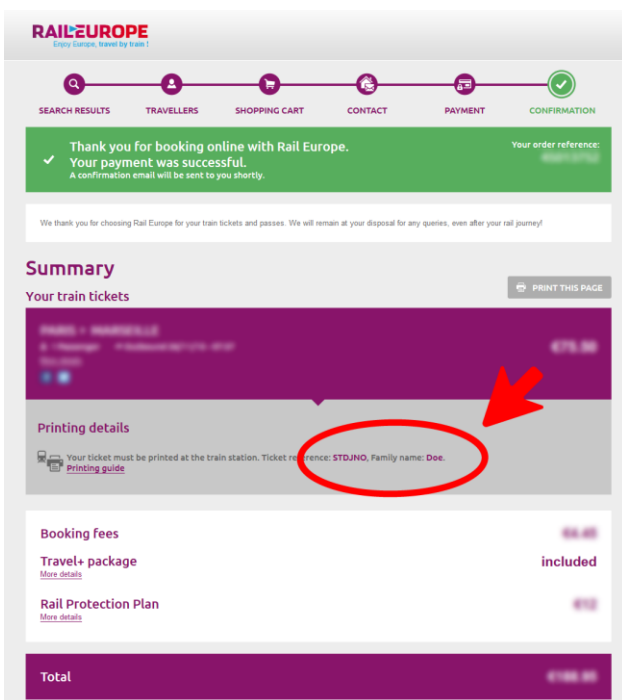 RAILEUROPE
Enjoy Europe, travel by train !
SEARCH RESULTS TRAVELLERS SHOPPING CART CONTACT PAYMENT CONFIRMATION
Thank you for booking online with Rail Europe.
Your payment was successful.
A confirmation email will be sent to you shortly.
Your order reference:
We thank you for choosing Rail Europe for your train tickets and passes. We will remain at your disposal for any queries, even after your rail journey!
Summary
PRINT THIS PAGE
Your train tickets
Printing details
Your ticket must be printed at the train station. Ticket reference: STDJNO, Family name: Doe.
Printing guide
Booking fees
Travel+ package included
More details
Rail Protection Plan
More details
Total